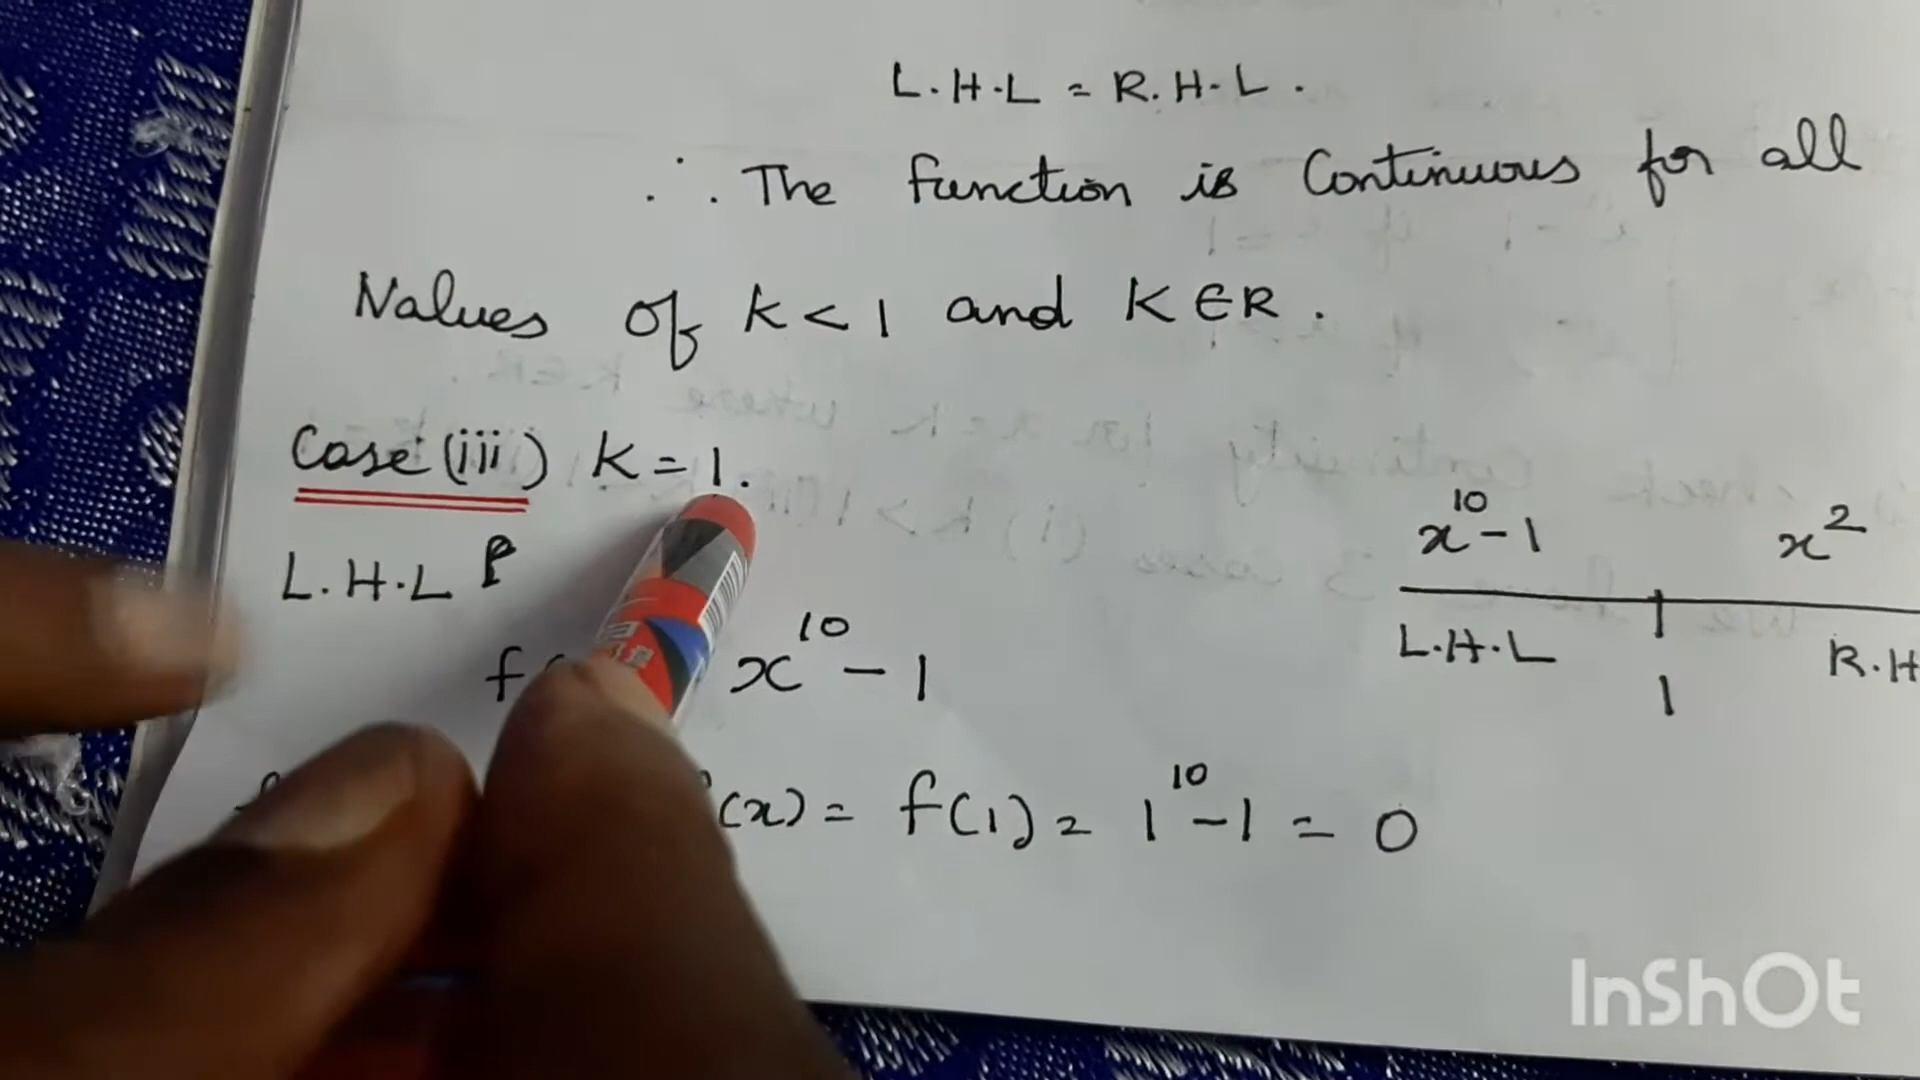 L.H.L = R.H.L.
∴ The function is Continuous for all
Values of k < 1 and K ∈ R.
Case (iii) K = 1.
L.H.L
x¹⁰ - 1
(x) = f(1) = 1¹⁰ - 1 = 0
x¹⁰ - 1 x²
L.H.L R.H
1
InShOt